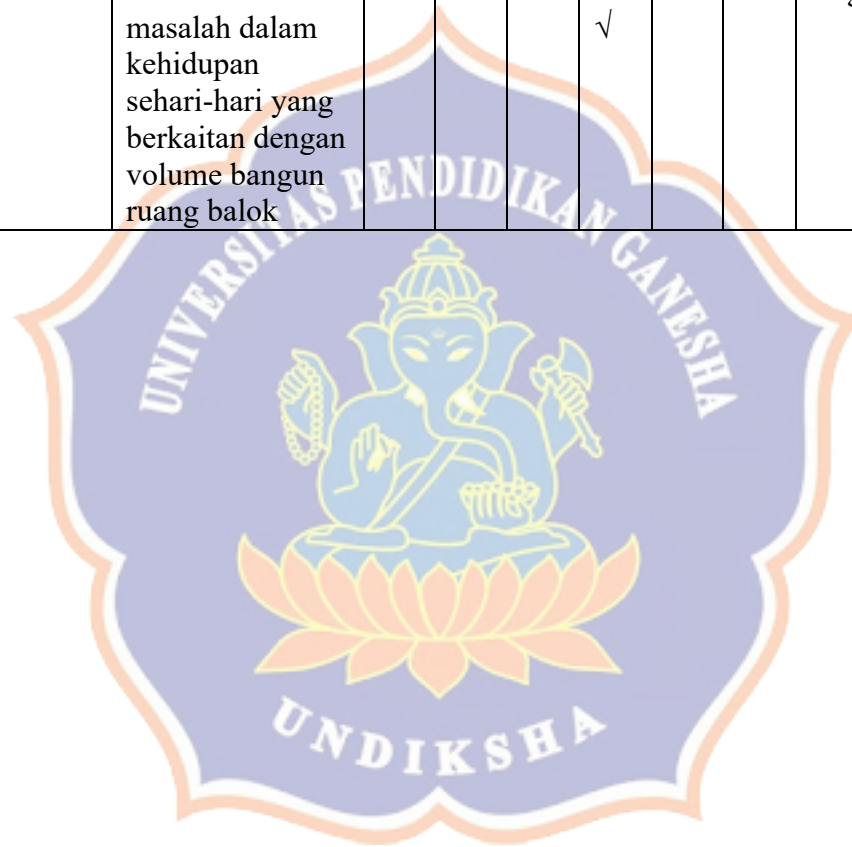 masalah dalam √
kehidupan
sehari-hari yang
berkaitan dengan
volume bangun
ruang balok
UNIVERSITAS PENDIDIKAN GANESHA
UNDIKSHA